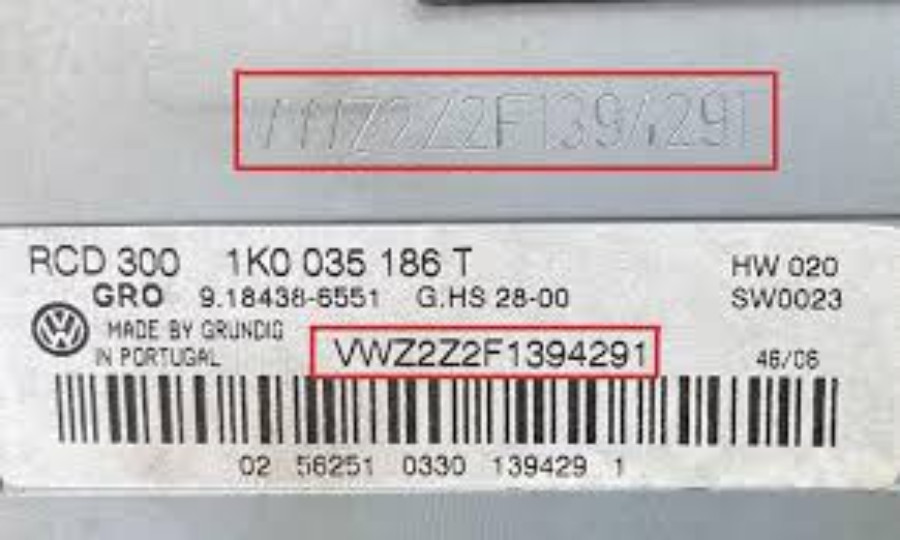 VWZ2Z2F1394291
RCD 300 1K0 035 186 T HW 020
GRO 9.18438-6551 G.HS 28-00 SW0023
MADE BY GRUNDIG
IN PORTUGAL VWZ2Z2F1394291 46/06
02 56251 0330 139429 1